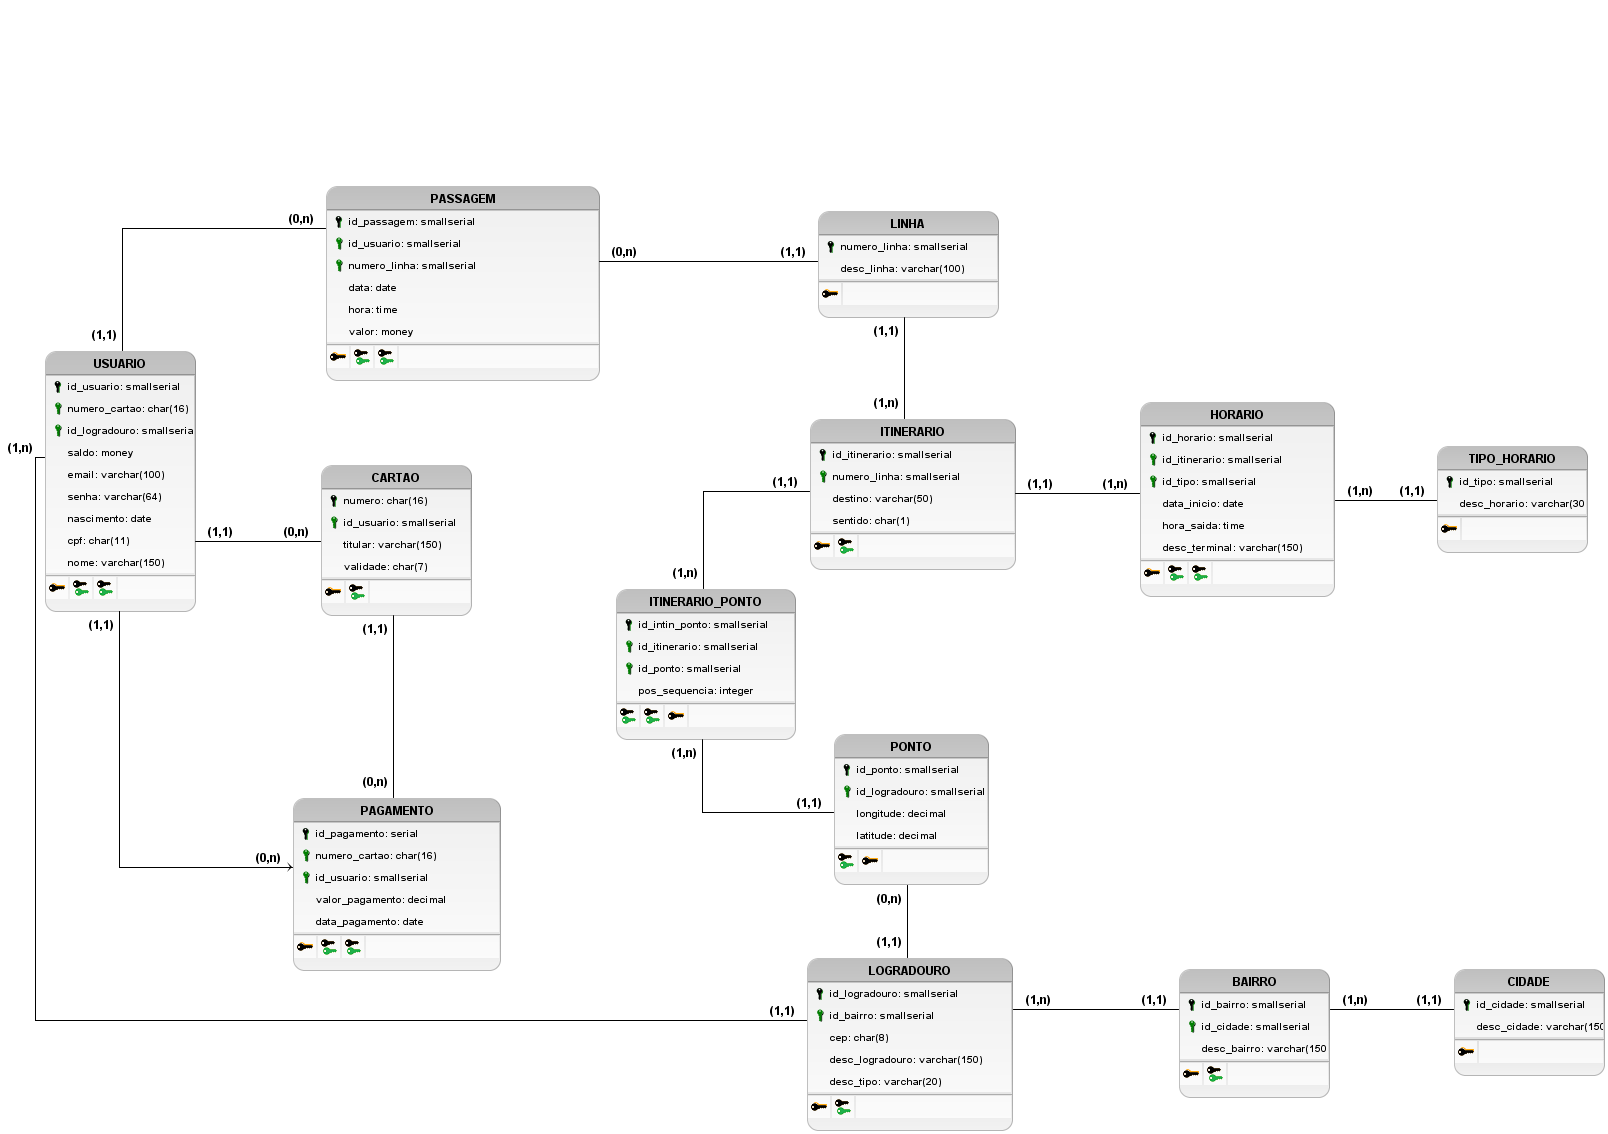 PASSAGEM
id_passagem: smallserial
id_usuario: smallserial
numero_linha: smallserial
data: date
hora: time
valor: money
(0,n)
(1,1)
(0,n)
(1,1)
LINHA
numero_linha: smallserial
desc_linha: varchar(100)
(1,1)
(1,n)
USUARIO
id_usuario: smallserial
numero_cartao: char(16)
id_logradouro: smallseria
saldo: money
email: varchar(100)
senha: varchar(64)
nascimento: date
cpf: char(11)
nome: varchar(150)
(1,n)
(1,1)
(0,n)
(1,1)
CARTAO
numero: char(16)
id_usuario: smallserial
titular: varchar(150)
validade: char(7)
(1,1)
(0,n)
ITINERARIO
id_itinerario: smallserial
numero_linha: smallserial
destino: varchar(50)
sentido: char(1)
(1,1)
(1,n)
(1,1)
(1,n)
HORARIO
id_horario: smallserial
id_itinerario: smallserial
id_tipo: smallserial
data_inicio: date
hora_saida: time
desc_terminal: varchar(150)
(1,n)
(1,1)
TIPO_HORARIO
id_tipo: smallserial
desc_horario: varchar(30
ITINERARIO_PONTO
id_intin_ponto: smallserial
id_itinerario: smallserial
id_ponto: smallserial
pos_sequencia: integer
(1,n)
(1,1)
PONTO
id_ponto: smallserial
id_logradouro: smallserial
longitude: decimal
latitude: decimal
(0,n)
(1,1)
PAGAMENTO
id_pagamento: serial
numero_cartao: char(16)
id_usuario: smallserial
valor_pagamento: decimal
data_pagamento: date
(0,n)
(1,1)
LOGRADOURO
id_logradouro: smallserial
id_bairro: smallserial
cep: char(8)
desc_logradouro: varchar(150)
desc_tipo: varchar(20)
(1,n)
(1,1)
BAIRRO
id_bairro: smallserial
id_cidade: smallserial
desc_bairro: varchar(150
(1,n)
(1,1)
CIDADE
id_cidade: smallserial
desc_cidade: varchar(150